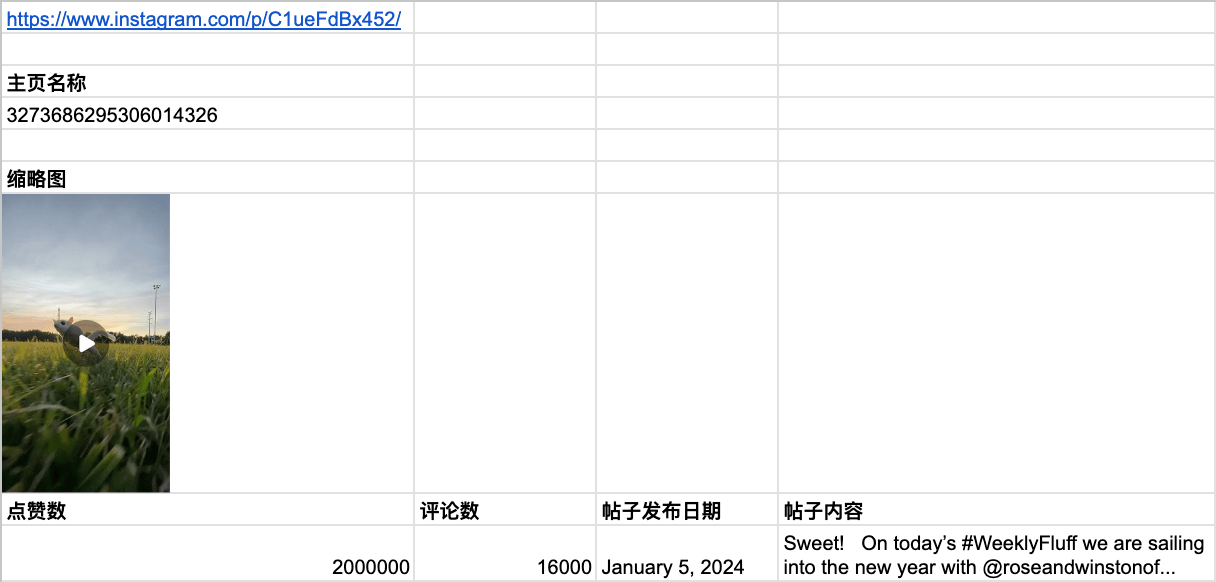 https://www.instagram.com/p/C1ueFdBx452/
主页名称
3273686295306014326
缩略图
点赞数 评论数 帖子发布日期 帖子内容
2000000 16000 January 5, 2024 Sweet!   On today’s #WeeklyFluff we are sailing
into the new year with @roseandwinstonof...